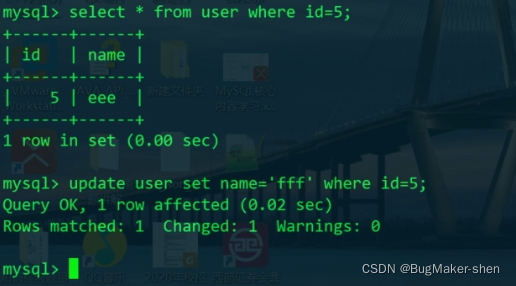 mysql> select * from user where id=5;
+------+------+
| id   | name |
+------+------+
|    5 | eee  |
+------+------+
1 row in set (0.00 sec)
mysql> update user set name='fff' where id=5;
Query OK, 1 row affected (0.02 sec)
Rows matched: 1  Changed: 1  Warnings: 0
mysql>
CSDN @BugMaker-shen